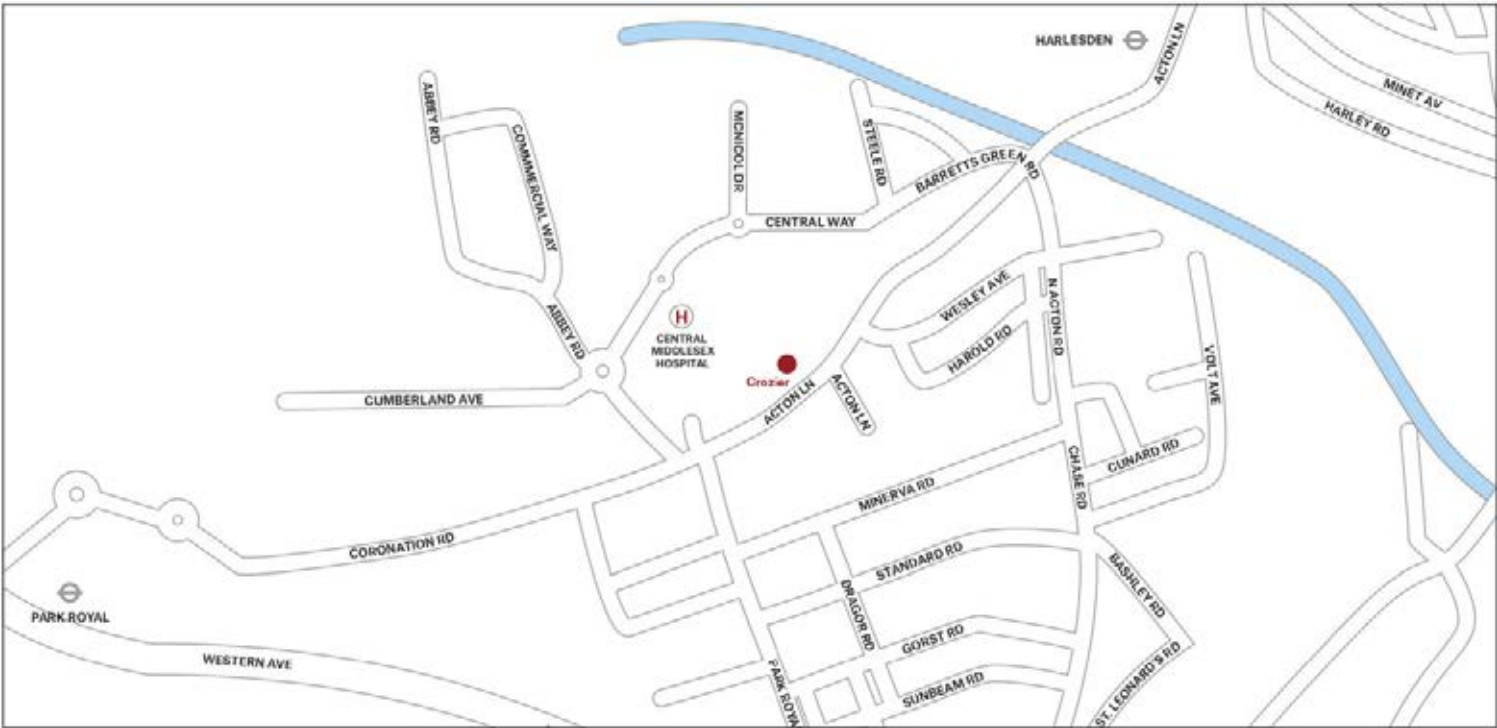 HARLESDEN
ACTON LN
MINET AV
HARLEY RD
ABBEY RD
COMMMERCIAL WAY
MCNICOL DR
STEELE RD
BARRETTS GREEN RD
CENTRAL WAY
WESLEY AVE
N ACTON RD
HAROLD RD
VOLT AVE
ABBEY RD
H
CENTRAL
MIDDLESEX
HOSPITAL
Crozier
ACTON LN
ACTON LN
CUMBERLAND AVE
CUNARD RD
CHASE RD
MINERVA RD
CORONATION RD
STANDARD RD
BASHLEY RD
DRAGOR RD
PARK ROYAL
GORST RD
WESTERN AVE
PARK ROYA
SUNBEAM RD
ST. LEONARD'S RD